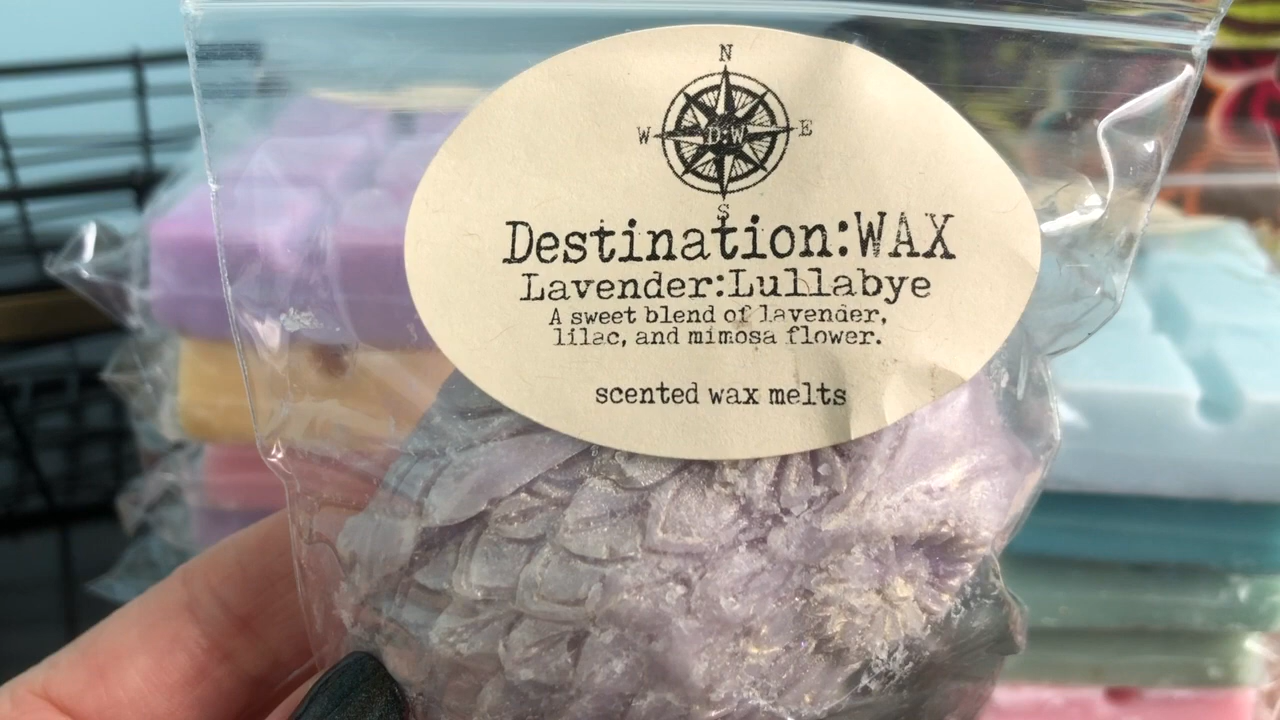 N
W D:W E
S
Destination:WAX
Lavender:Lullabye
A sweet blend of lavender,
lilac, and mimosa flower.
scented wax melts